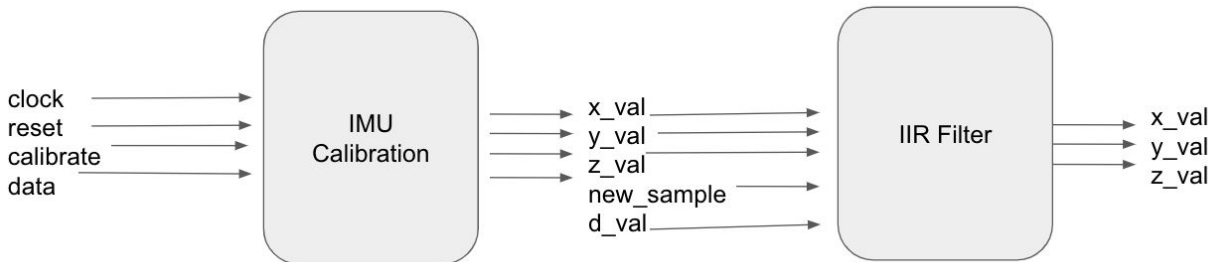 clock
reset
calibrate
data
IMU
Calibration
x_val
y_val
z_val
new_sample
d_val
IIR Filter
x_val
y_val
z_val